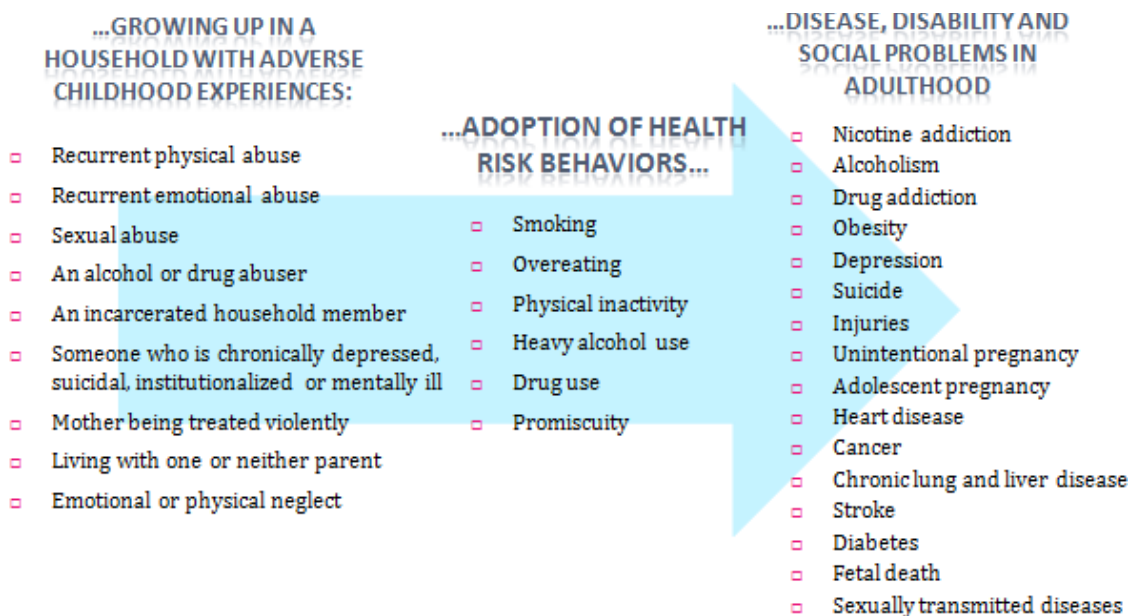 ...GROWING UP IN A
HOUSEHOLD WITH ADVERSE
CHILDHOOD EXPERIENCES:
Recurrent physical abuse
Recurrent emotional abuse
Sexual abuse
An alcohol or drug abuser
An incarcerated household member
Someone who is chronically depressed,
suicidal, institutionalized or mentally ill
Mother being treated violently
Living with one or neither parent
Emotional or physical neglect
...ADOPTION OF HEALTH
RISK BEHAVIORS...
Smoking
Overeating
Physical inactivity
Heavy alcohol use
Drug use
Promiscuity
...DISEASE, DISABILITY AND
SOCIAL PROBLEMS IN
ADULTHOOD
Nicotine addiction
Alcoholism
Drug addiction
Obesity
Depression
Suicide
Injuries
Unintentional pregnancy
Adolescent pregnancy
Heart disease
Cancer
Chronic lung and liver disease
Stroke
Diabetes
Fetal death
Sexually transmitted diseases